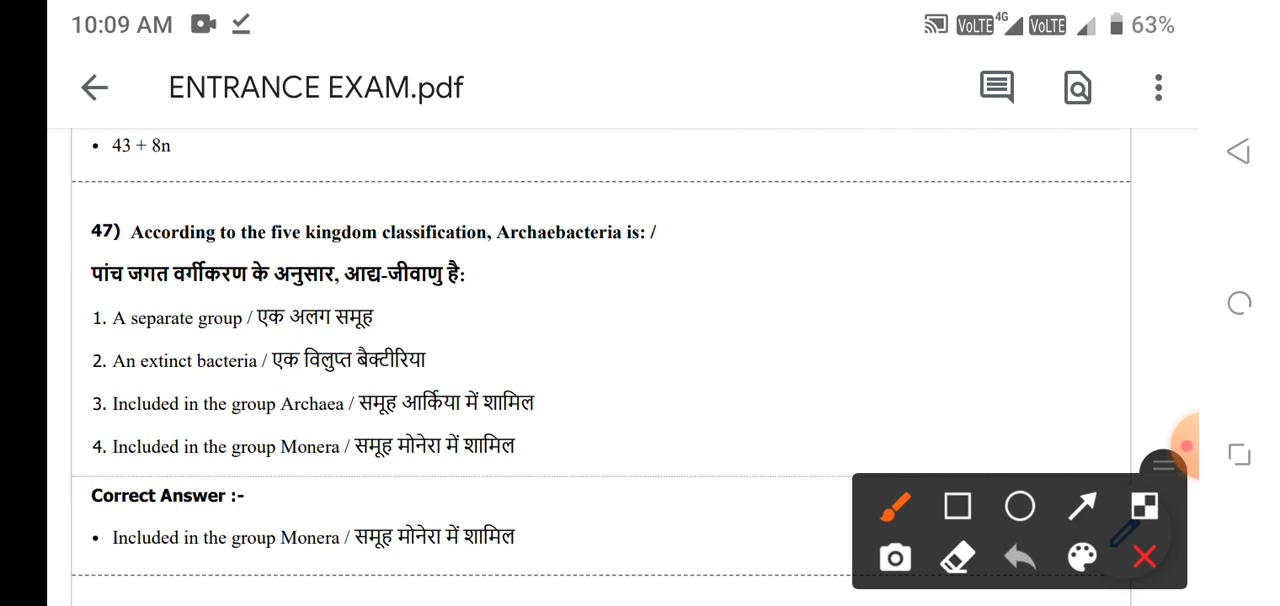 10:09 AM VoLTE 4G VoLTE 63%
ENTRANCE EXAM.pdf
• 43 + 8n
47) According to the five kingdom classification, Archaebacteria is: /
पांच जगत वर्गीकरण के अनुसार, आद्य-जीवाणु है:
1. A separate group / एक अलग समूह
2. An extinct bacteria / एक विलुप्त बैक्टीरिया
3. Included in the group Archaea / समूह आर्किया में शामिल
4. Included in the group Monera / समूह मोनेरा में शामिल
Correct Answer :-
• Included in the group Monera / समूह मोनेरा में शामिल